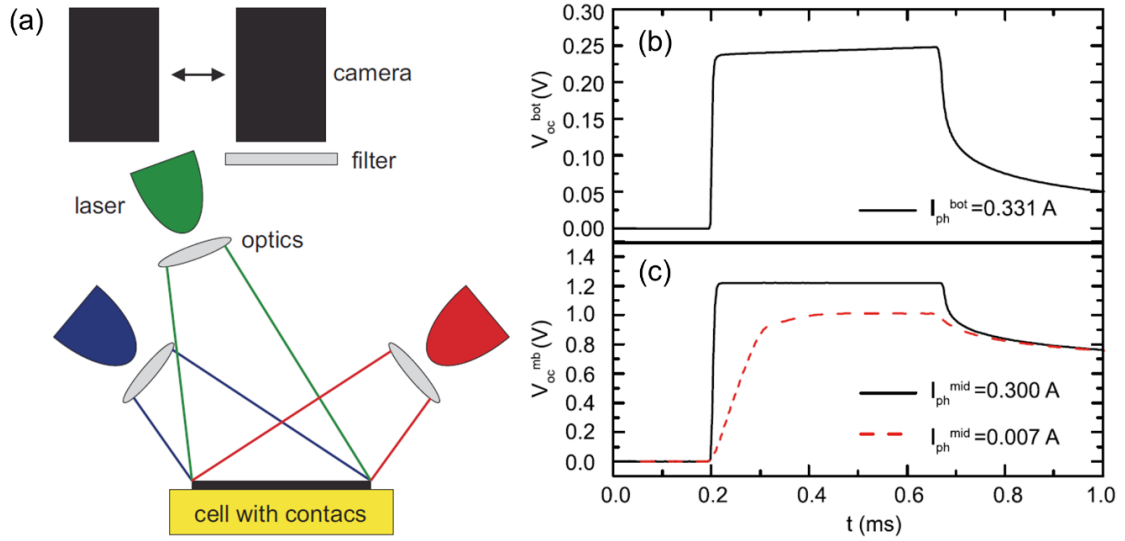 (a)
camera
filter
laser
optics
cell with contacs
(b)
0.30
0.25
0.20
0.15
0.10
0.05
0.00
V_oc^bot (V)
I_ph^bot =0.331 A
(c)
1.4
1.2
1.0
0.8
0.6
0.4
0.2
0.0
V_oc^mb (V)
I_ph^mid =0.300 A
I_ph^mid =0.007 A
0.0 0.2 0.4 0.6 0.8 1.0
t (ms)